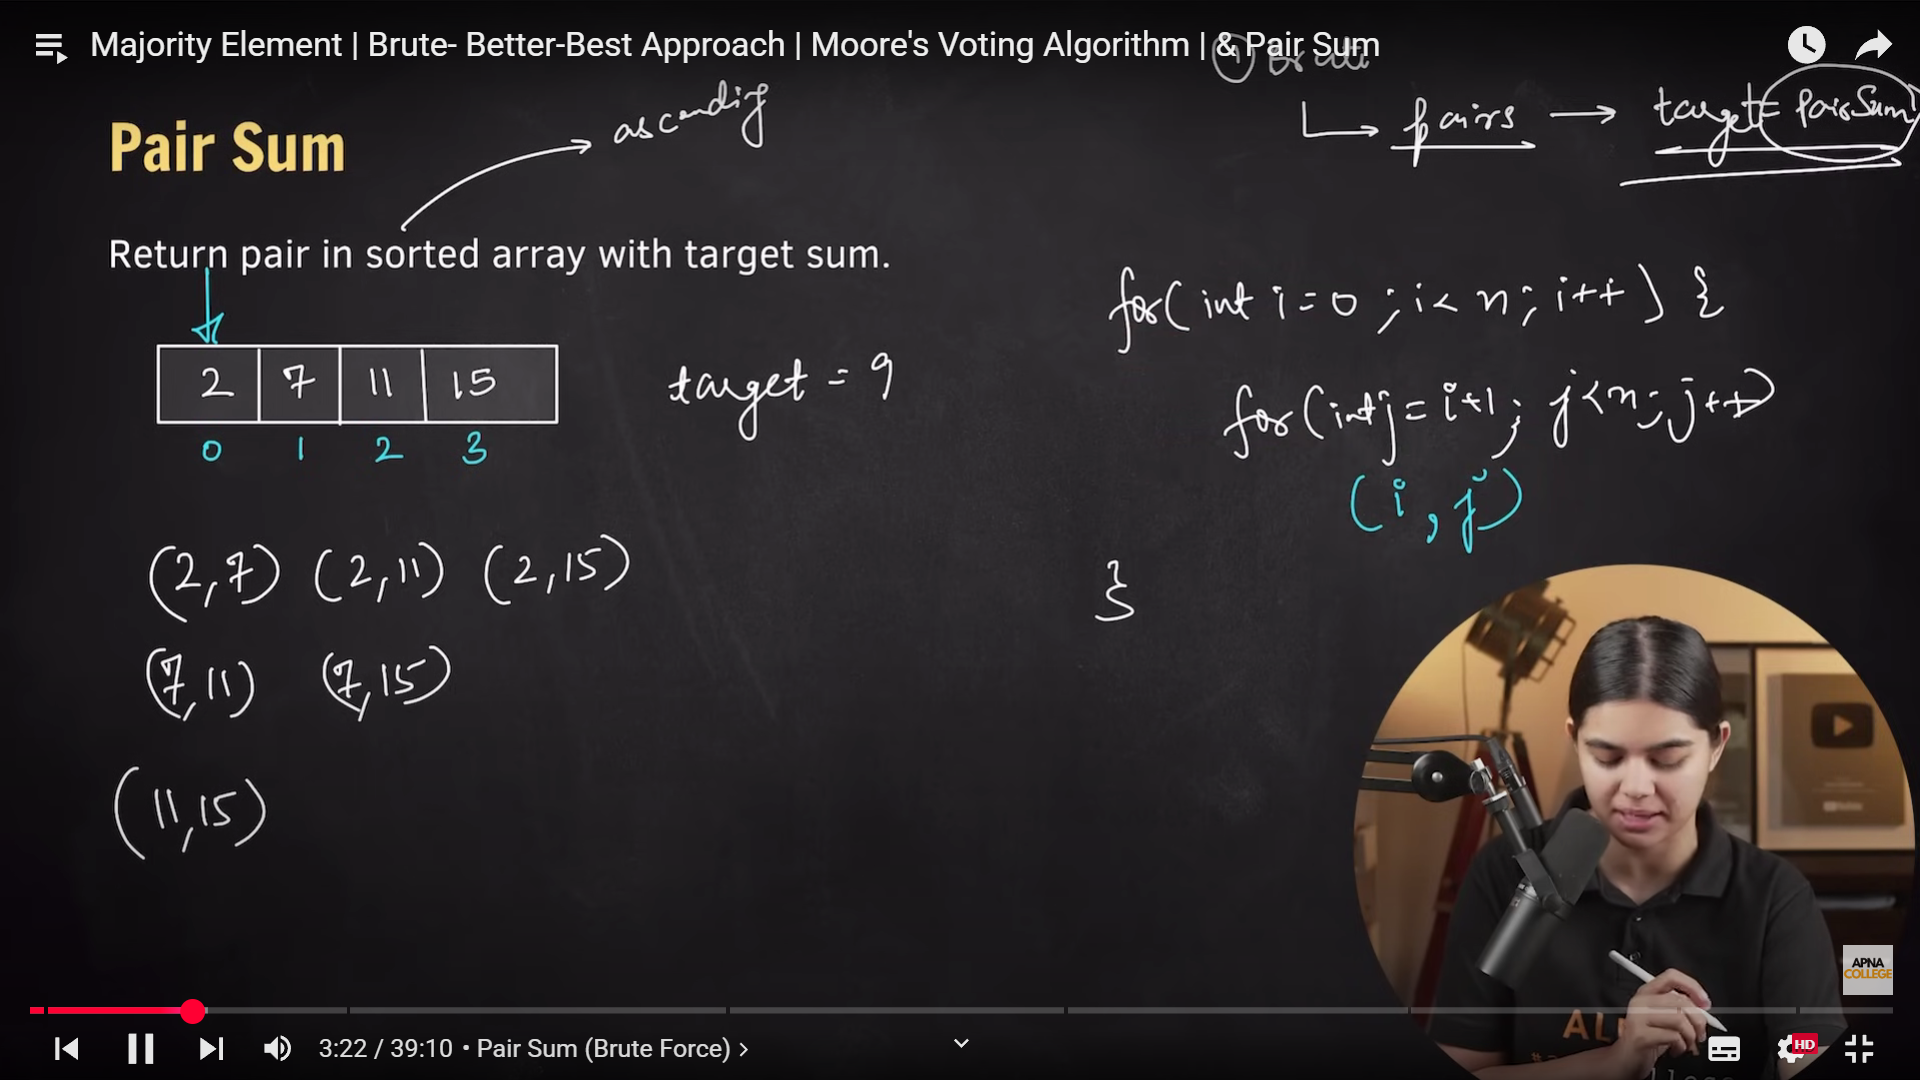 Majority Element | Brute- Better-Best Approach | Moore's Voting Algorithm | & Pair Sum
① Brute
↳ pairs → target = PairSum
ascending
Pair Sum
Return pair in sorted array with target sum.
2 7 11 15
0 1 2 3
target = 9
(2,7) (2,11) (2,15)
(7,11) (7,15)
(11,15)
for( int i = 0 ; i < n ; i++ ) {
for( int j = i+1 ; j < n ; j++)
(i , j)
}
APNA
COLLEGE
3:22 / 39:10 • Pair Sum (Brute Force) >
HD